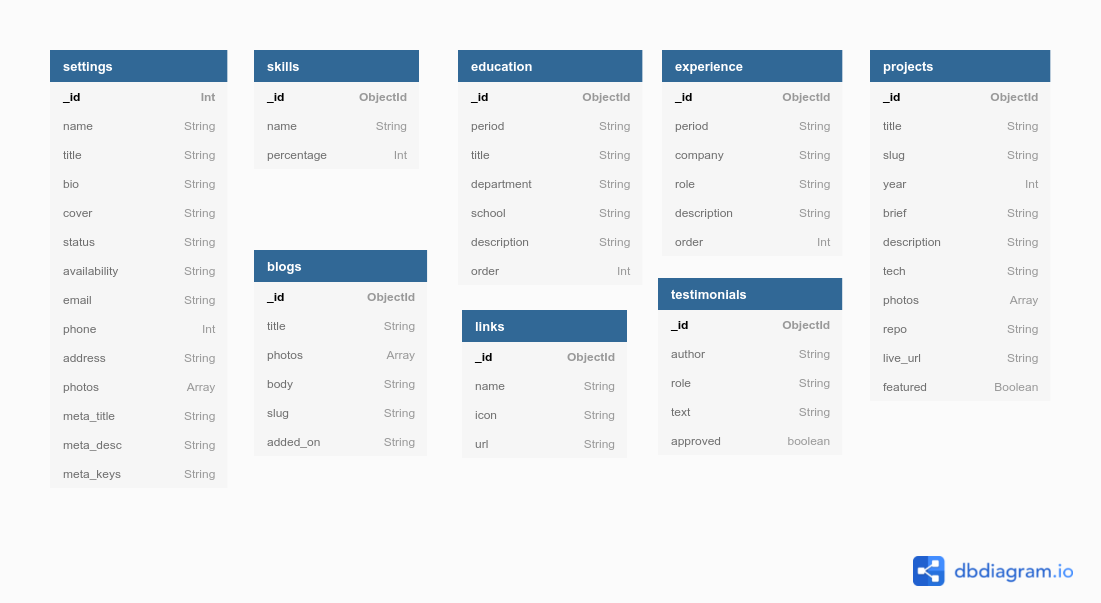 settings
_id Int
name String
title String
bio String
cover String
status String
availability String
email String
phone Int
address String
photos Array
meta_title String
meta_desc String
meta_keys String
skills
_id ObjectId
name String
percentage Int
blogs
_id ObjectId
title String
photos Array
body String
slug String
added_on String
education
_id ObjectId
period String
title String
department String
school String
description String
order Int
links
_id ObjectId
name String
icon String
url String
experience
_id ObjectId
period String
company String
role String
description String
order Int
testimonials
_id ObjectId
author String
role String
text String
approved boolean
projects
_id ObjectId
title String
slug String
year Int
brief String
description String
tech String
photos Array
repo String
live_url String
featured Boolean
dbdiagram.io